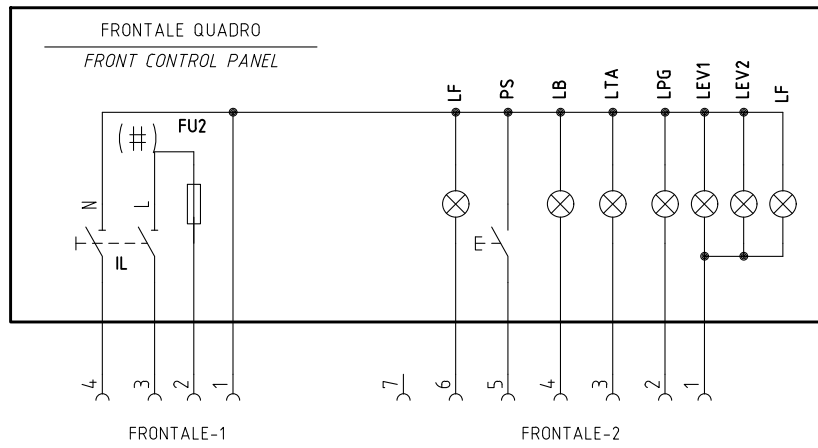 FRONTALE QUADRO
FRONT CONTROL PANEL
LF PS LB LTA LPG LEV1 LEV2 LF
(#) FU2
N L
IL
4 3 2 1 7 6 5 4 3 2 1
FRONTALE-1 FRONTALE-2